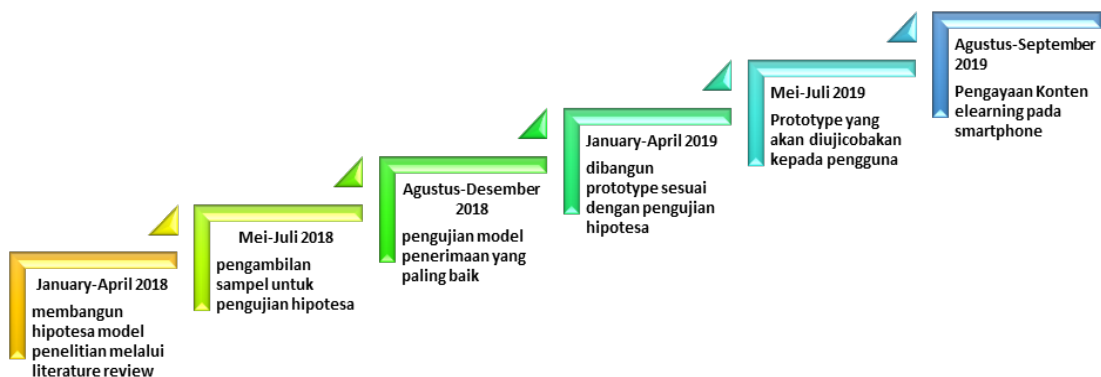 January-April 2018
membangun
hipotesa model
penelitian melalui
literature review
Mei-Juli 2018
pengambilan
sampel untuk
pengujian hipotesa
Agustus-Desember
2018
pengujian model
penerimaan yang
paling baik
January-April 2019
dibangun
prototype sesuai
dengan pengujian
hipotesa
Mei-Juli 2019
Prototype yang
akan diujicobakan
kepada pengguna
Agustus-September
2019
Pengayaan Konten
elearning pada
smartphone